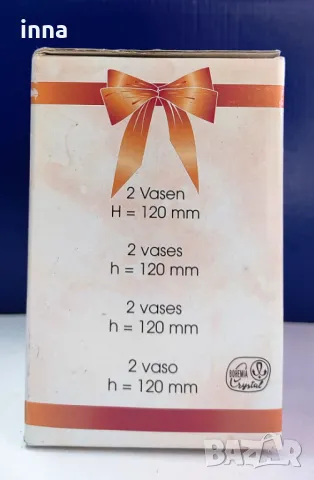 inna
2 Vasen
H = 120 mm
2 vases
h = 120 mm
2 vases
h = 120 mm
2 vaso
h = 120 mm
BOHEMIA
Crystal
БАЗАР